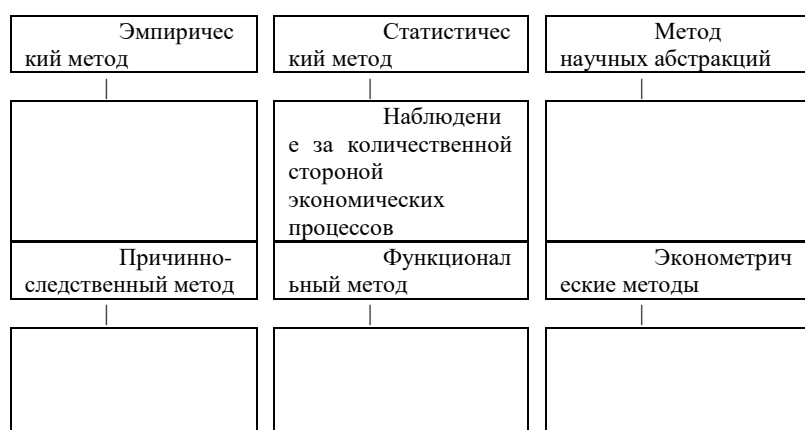 Эмпиричес
кий метод
Статистичес
кий метод
Метод
научных абстракций
Наблюдени
е за количественной
стороной
экономических
процессов
Причинно-
следственный метод
Функционал
ьный метод
Эконометрич
еские методы